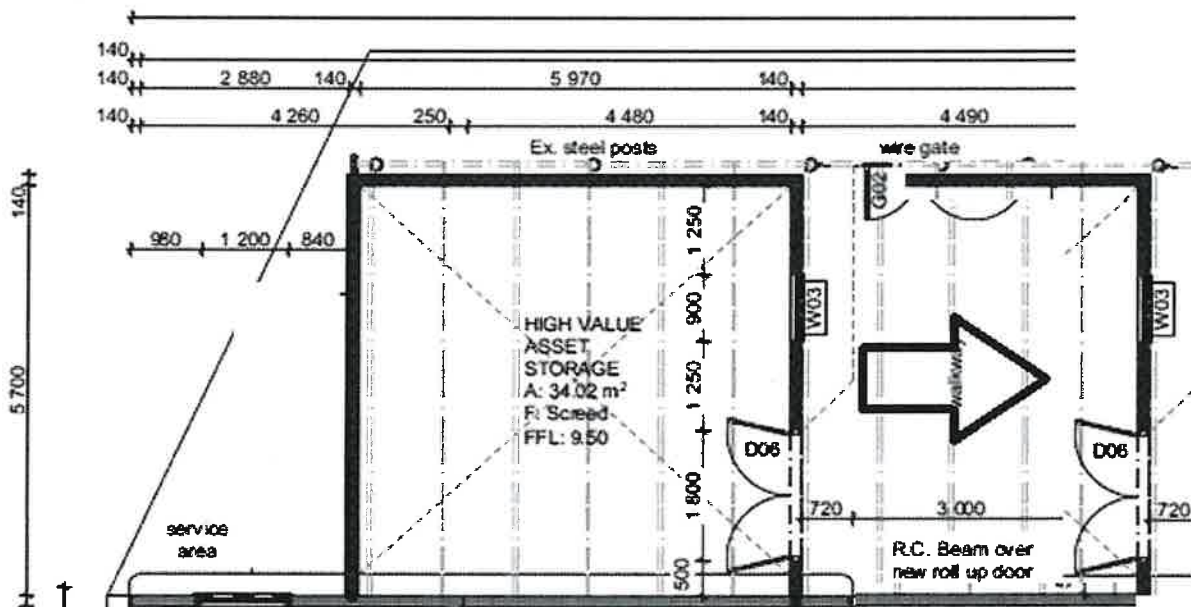 140
140 2 880 140 5 970 140
140 4 260 250 4 480 140 4 490
Ex. steel posts
wire gate
140
G02
980 1 200 840
1 250
900
W03
W03
HIGH VALUE
ASSET
STORAGE
A: 34.02 m²
F: Screed
FFL: 9.50
1 250
walkway
5 700
D06
D06
1 800
720 3 000 720
service
area
R.C. Beam over
new roll up door
500